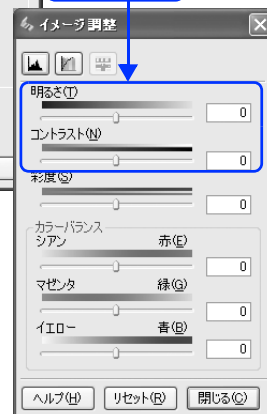 イメージ調整
明るさ(T)
0
コントラスト(N)
0
彩度(S)
0
カラーバランス
シアン 赤(E)
0
マゼンタ 緑(G)
0
イエロー 青(B)
0
ヘルプ(H) リセット(R) 閉じる(C)